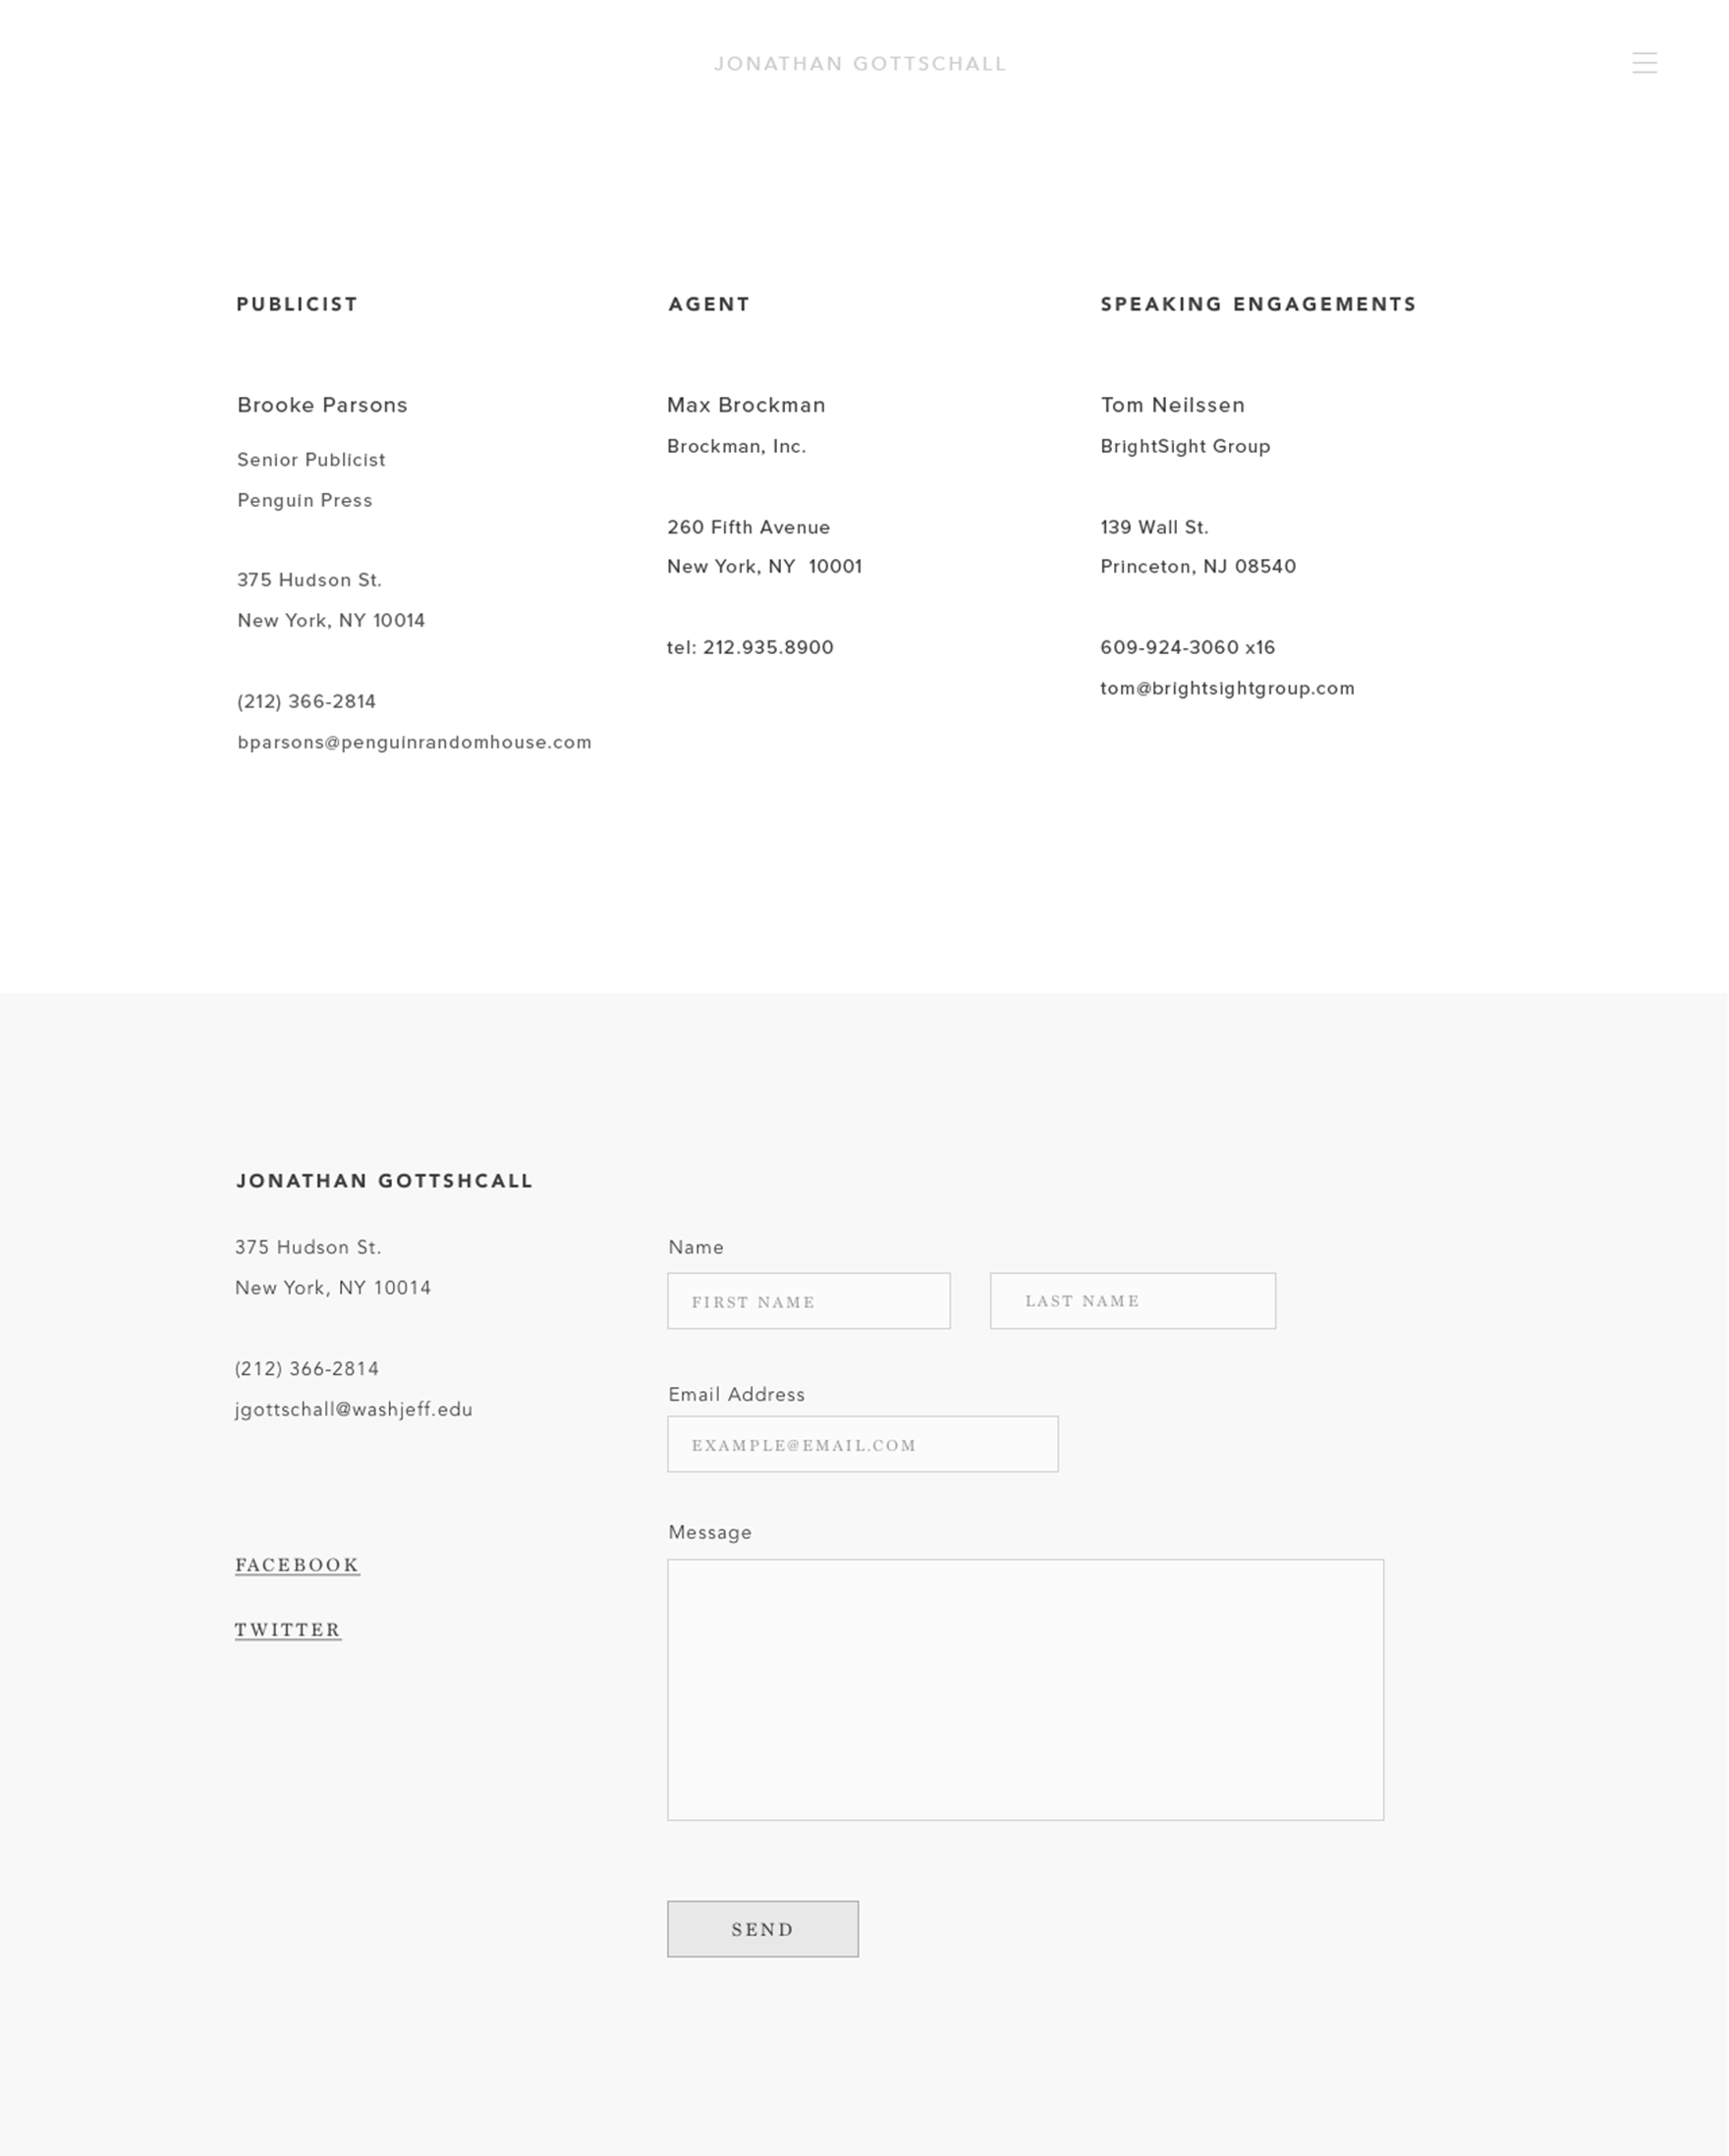 JONATHAN GOTTSCHALL
PUBLICIST
Brooke Parsons
Senior Publicist
Penguin Press
375 Hudson St.
New York, NY 10014
(212) 366-2814
bparsons@penguinrandomhouse.com
AGENT
Max Brockman
Brockman, Inc.
260 Fifth Avenue
New York, NY  10001
tel: 212.935.8900
SPEAKING ENGAGEMENTS
Tom Neilssen
BrightSight Group
139 Wall St.
Princeton, NJ 08540
609-924-3060 x16
tom@brightsightgroup.com
JONATHAN GOTTSHCALL
375 Hudson St.
New York, NY 10014
(212) 366-2814
jgottschall@washjeff.edu
FACEBOOK
TWITTER
Name
FIRST NAME
LAST NAME
Email Address
EXAMPLE@EMAIL.COM
Message
SEND